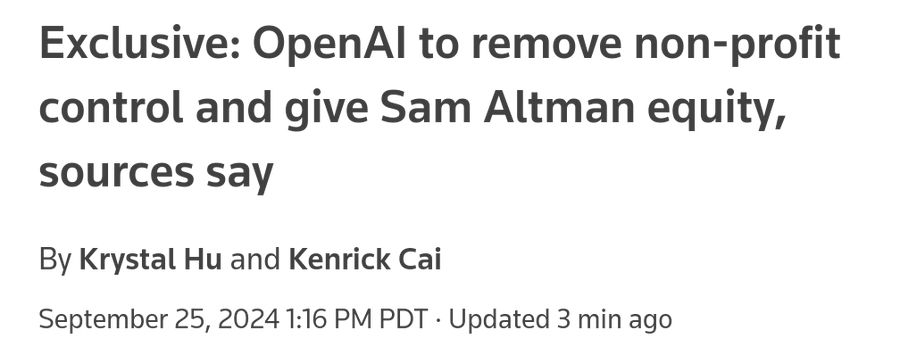 Exclusive: OpenAI to remove non-profit
control and give Sam Altman equity,
sources say
By Krystal Hu and Kenrick Cai
September 25, 2024 1:16 PM PDT · Updated 3 min ago